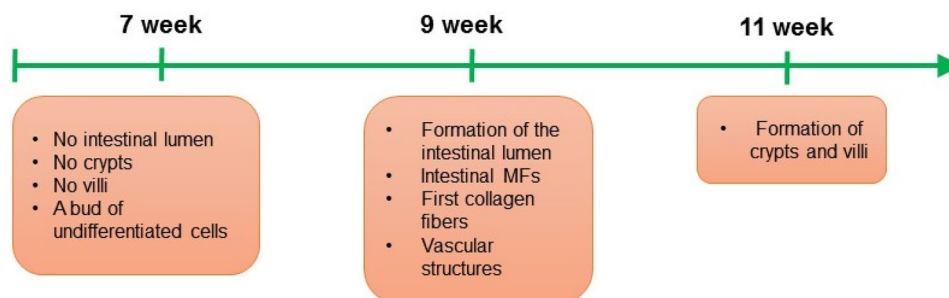 7 week
9 week
11 week
• No intestinal lumen
• No crypts
• No villi
• A bud of
undifferentiated cells
• Formation of the
intestinal lumen
• Intestinal MFs
• First collagen
fibers
• Vascular
structures
• Formation of
crypts and villi